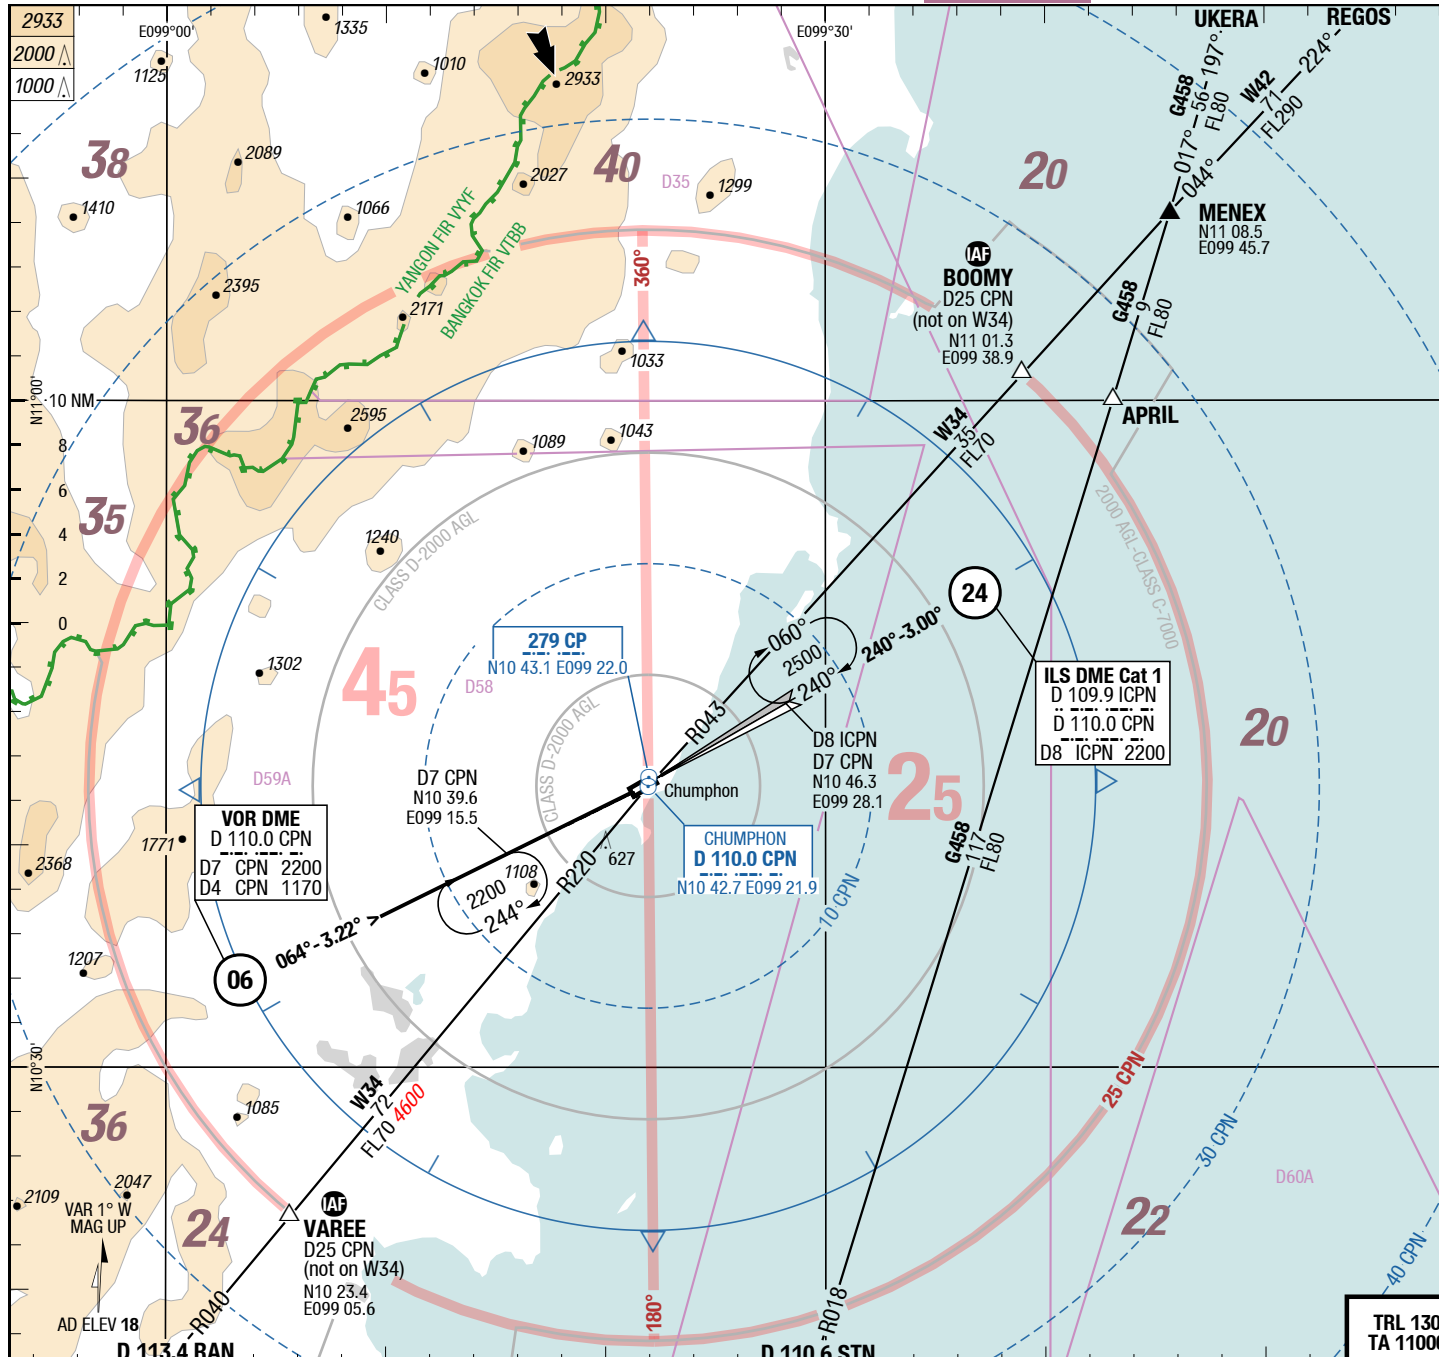 2933
2000
1000
E099°00'
1335
1125
1010
2933
E099°30'
UKERA
REGOS
G458
56
FL80
197°
017°
W42
71
FL290
224°
044°
38
2089
1410
1066
2027
40
D35
1299
20
MENEX
N11 08.5
E099 45.7
YANGON FIR VYYF
BANGKOK FIR VTBB
360°
IAF
BOOMY
D25 CPN
(not on W34)
N11 01.3
E099 38.9
G458
9
FL80
2395
2171
1033
N11°00'
10 NM
8
6
4
2
0
36
2595
1089
1043
W34
35
FL70
APRIL
35
1240
CLASS D-2000 AGL
2000 AGL-CLASS C-7000
24
279 CP
N10 43.1 E099 22.0
060°
2500
240°
240°-3.00°
1302
45
D58
CLASS D-2000 AGL
R043
ILS DME Cat 1
D 109.9 ICPN
D 110.0 CPN
D8 ICPN 2200
20
D59A
D7 CPN
N10 39.6
E099 15.5
Chumphon
D8 ICPN
D7 CPN
N10 46.3
E099 28.1
25
VOR DME
D 110.0 CPN
D7 CPN 2200
D4 CPN 1170
1771
2368
CHUMPHON
D 110.0 CPN
N10 42.7 E099 21.9
627
1108
R220
G458
117
FL80
2200
244°
10 CPN
064°-3.22° >
1207
06
N10°30'
W34
72
FL70 4600
1085
25 CPN
36
30 CPN
2109
2047
VAR 1° W
MAG UP
24
IAF
VAREE
D25 CPN
(not on W34)
N10 23.4
E099 05.6
D60A
22
40 CPN
180°
R040
R018
AD ELEV 18
D 113.4 RAN
D 110.6 STN
TRL 130
TA 11000